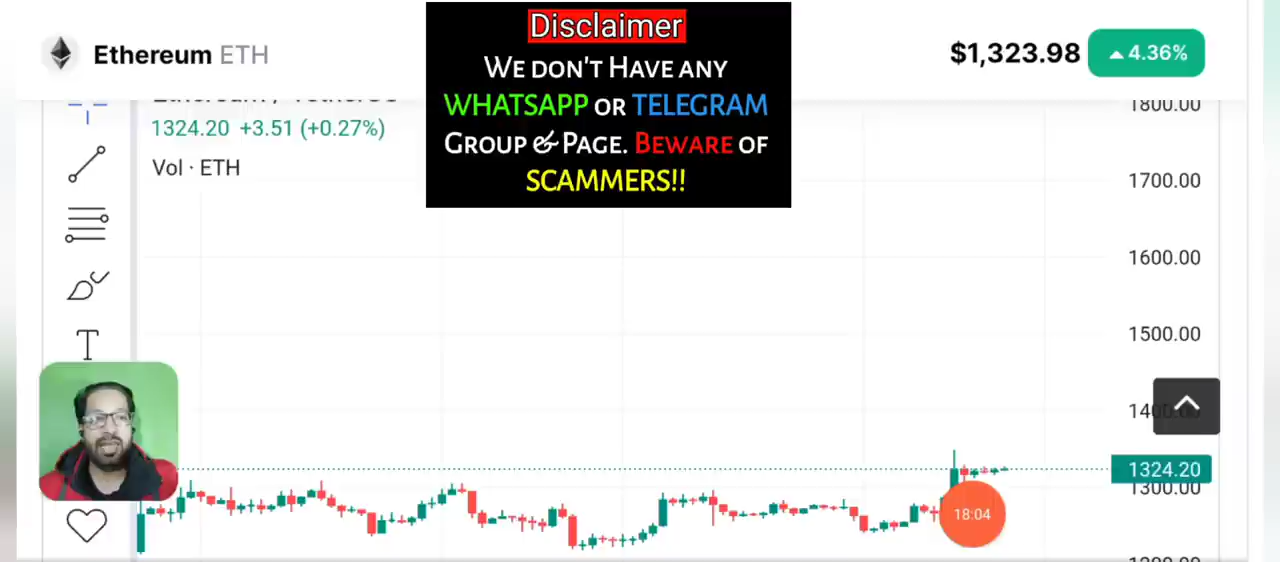 Disclaimer
WE DON'T HAVE ANY
WHATSAPP OR TELEGRAM
GROUP & PAGE. BEWARE OF
SCAMMERS!!
Ethereum ETH
$1,323.98
4.36%
1324.20 +3.51 (+0.27%)
Vol · ETH
T
1800.00
1700.00
1600.00
1500.00
1324.20
1300.00
18:04